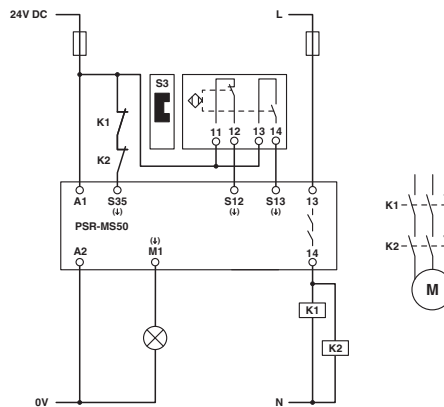 24V DC
L
S3
K1
11 12 13 14
K2
A1 S35 S12 S13 13
(↓) (↓) (↓)
PSR-MS50
K1
A2 (↓) M1 14
K2
K1
M
K2
0V
N